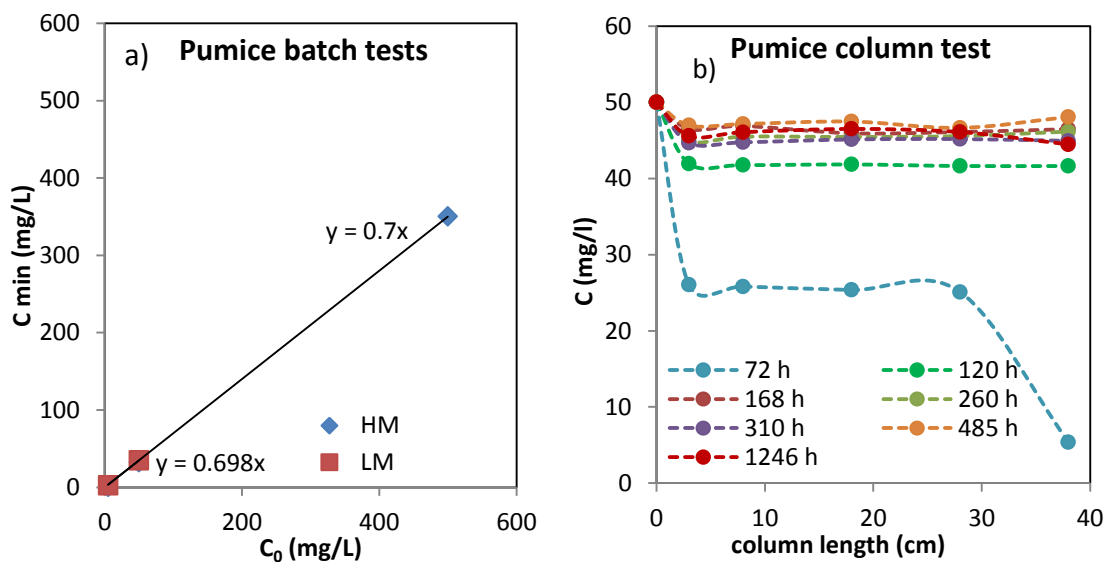 a) Pumice batch tests
600
500
400
300
200
100
0
C min (mg/L)
y = 0.7x
y = 0.698x
HM
LM
0 200 400 600
C₀ (mg/L)
b) Pumice column test
60
50
40
30
20
10
0
C (mg/l)
72 h 120 h
168 h 260 h
310 h 485 h
1246 h
0 10 20 30 40
column length (cm)